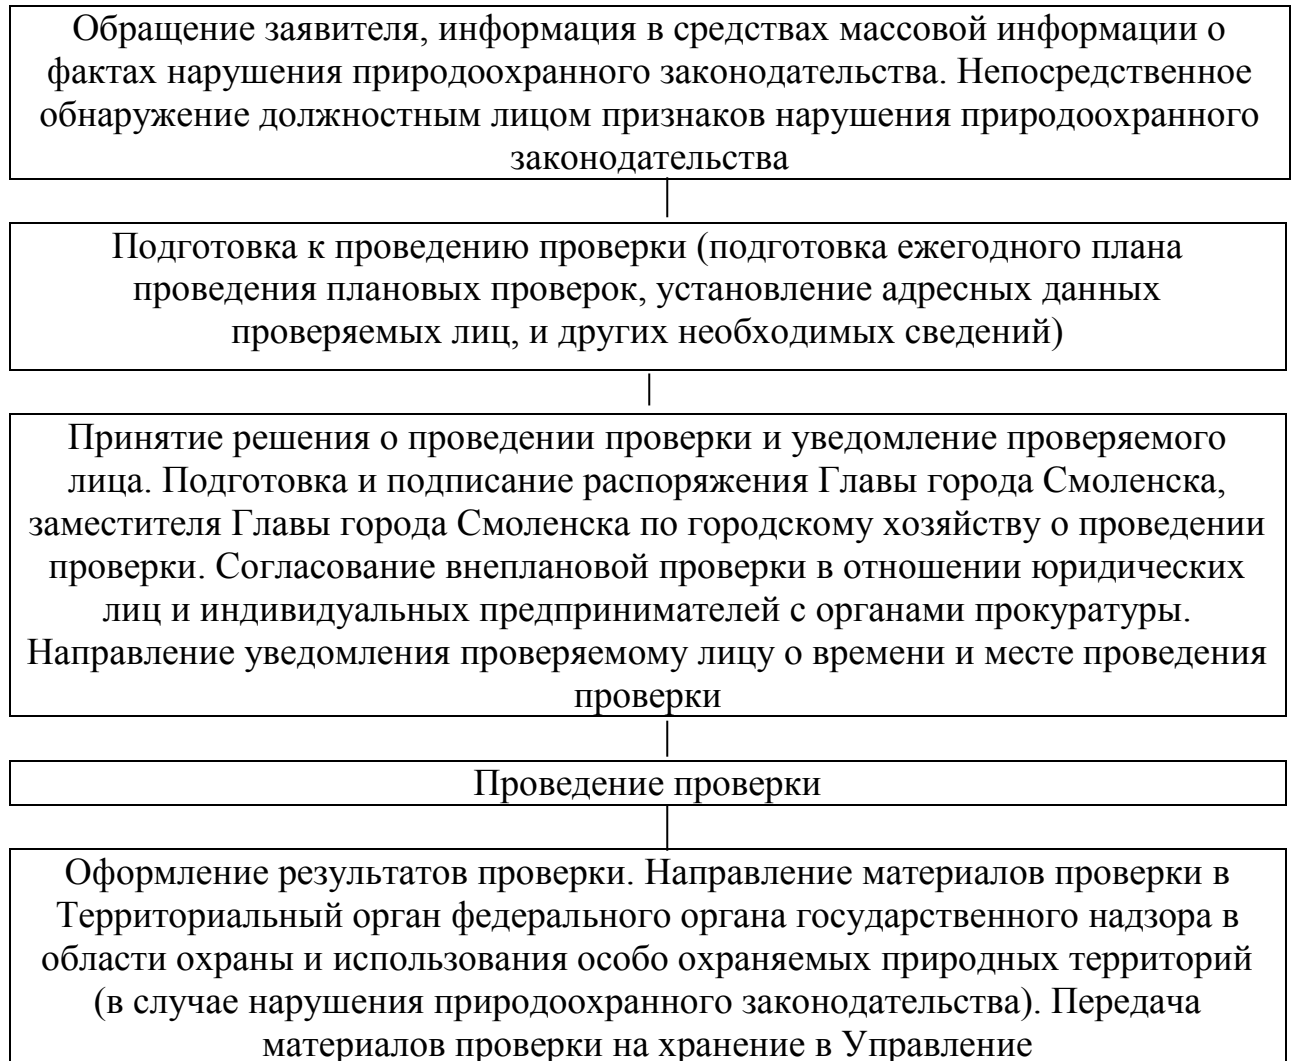 Обращение заявителя, информация в средствах массовой информации о
фактах нарушения природоохранного законодательства. Непосредственное
обнаружение должностным лицом признаков нарушения природоохранного
законодательства
Подготовка к проведению проверки (подготовка ежегодного плана
проведения плановых проверок, установление адресных данных
проверяемых лиц, и других необходимых сведений)
Принятие решения о проведении проверки и уведомление проверяемого
лица. Подготовка и подписание распоряжения Главы города Смоленска,
заместителя Главы города Смоленска по городскому хозяйству о проведении
проверки. Согласование внеплановой проверки в отношении юридических
лиц и индивидуальных предпринимателей с органами прокуратуры.
Направление уведомления проверяемому лицу о времени и месте проведения
проверки
Проведение проверки
Оформление результатов проверки. Направление материалов проверки в
Территориальный орган федерального органа государственного надзора в
области охраны и использования особо охраняемых природных территорий
(в случае нарушения природоохранного законодательства). Передача
материалов проверки на хранение в Управление